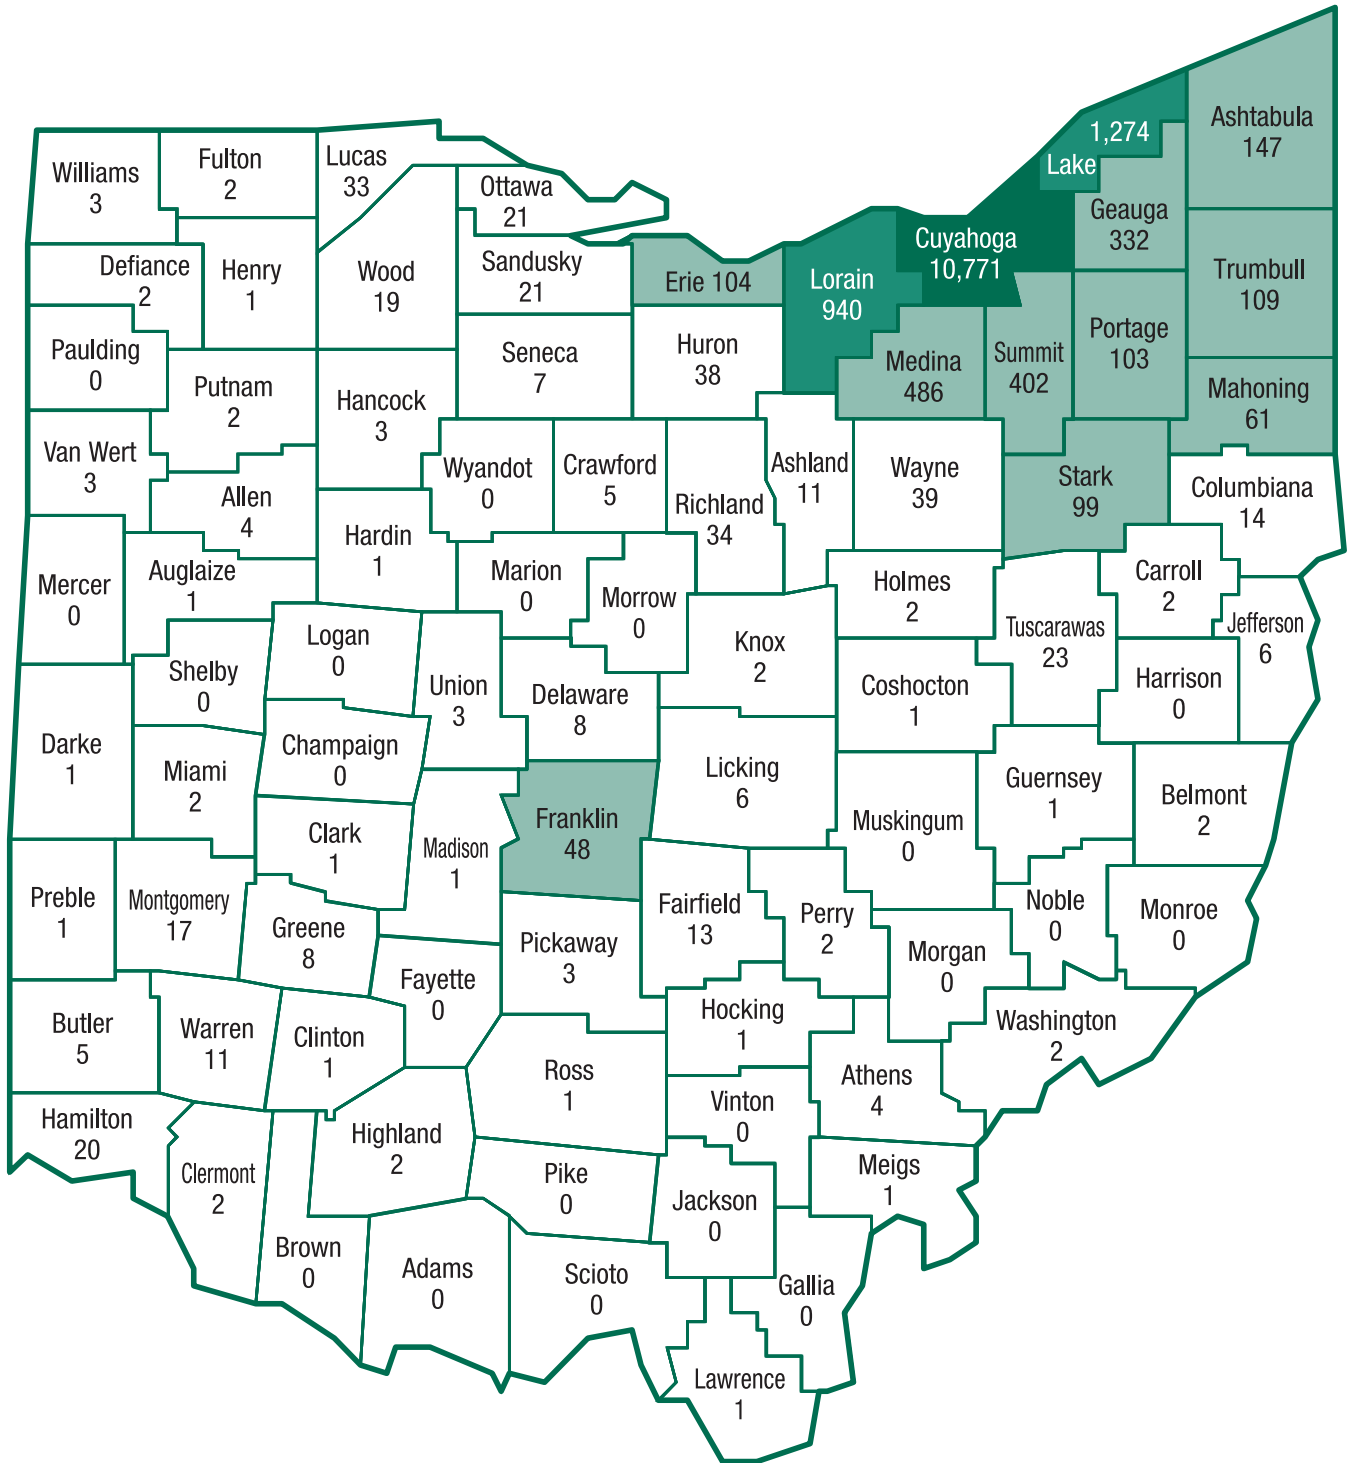 Ashtabula
147
1,274
Lake
Geauga
332
Cuyahoga
10,771
Lorain
940
Erie 104
Trumbull
109
Portage
103
Summit
402
Medina
486
Mahoning
61
Stark
99
Columbiana
14
Williams
3
Fulton
2
Lucas
33
Ottawa
21
Defiance
2
Henry
1
Wood
19
Sandusky
21
Paulding
0
Putnam
2
Hancock
3
Seneca
7
Huron
38
Van Wert
3
Allen
4
Wyandot
0
Crawford
5
Richland
34
Ashland
11
Wayne
39
Mercer
0
Auglaize
1
Hardin
1
Marion
0
Morrow
0
Knox
2
Holmes
2
Tuscarawas
23
Carroll
2
Jefferson
6
Harrison
0
Coshocton
1
Shelby
0
Logan
0
Union
3
Delaware
8
Darke
1
Miami
2
Champaign
0
Licking
6
Muskingum
0
Guernsey
1
Belmont
2
Clark
1
Madison
1
Franklin
48
Preble
1
Montgomery
17
Greene
8
Fairfield
13
Perry
2
Morgan
0
Noble
0
Monroe
0
Pickaway
3
Fayette
0
Butler
5
Warren
11
Clinton
1
Hocking
1
Washington
2
Ross
1
Athens
4
Vinton
0
Hamilton
20
Clermont
2
Highland
2
Pike
0
Jackson
0
Meigs
1
Brown
0
Adams
0
Scioto
0
Gallia
0
Lawrence
1